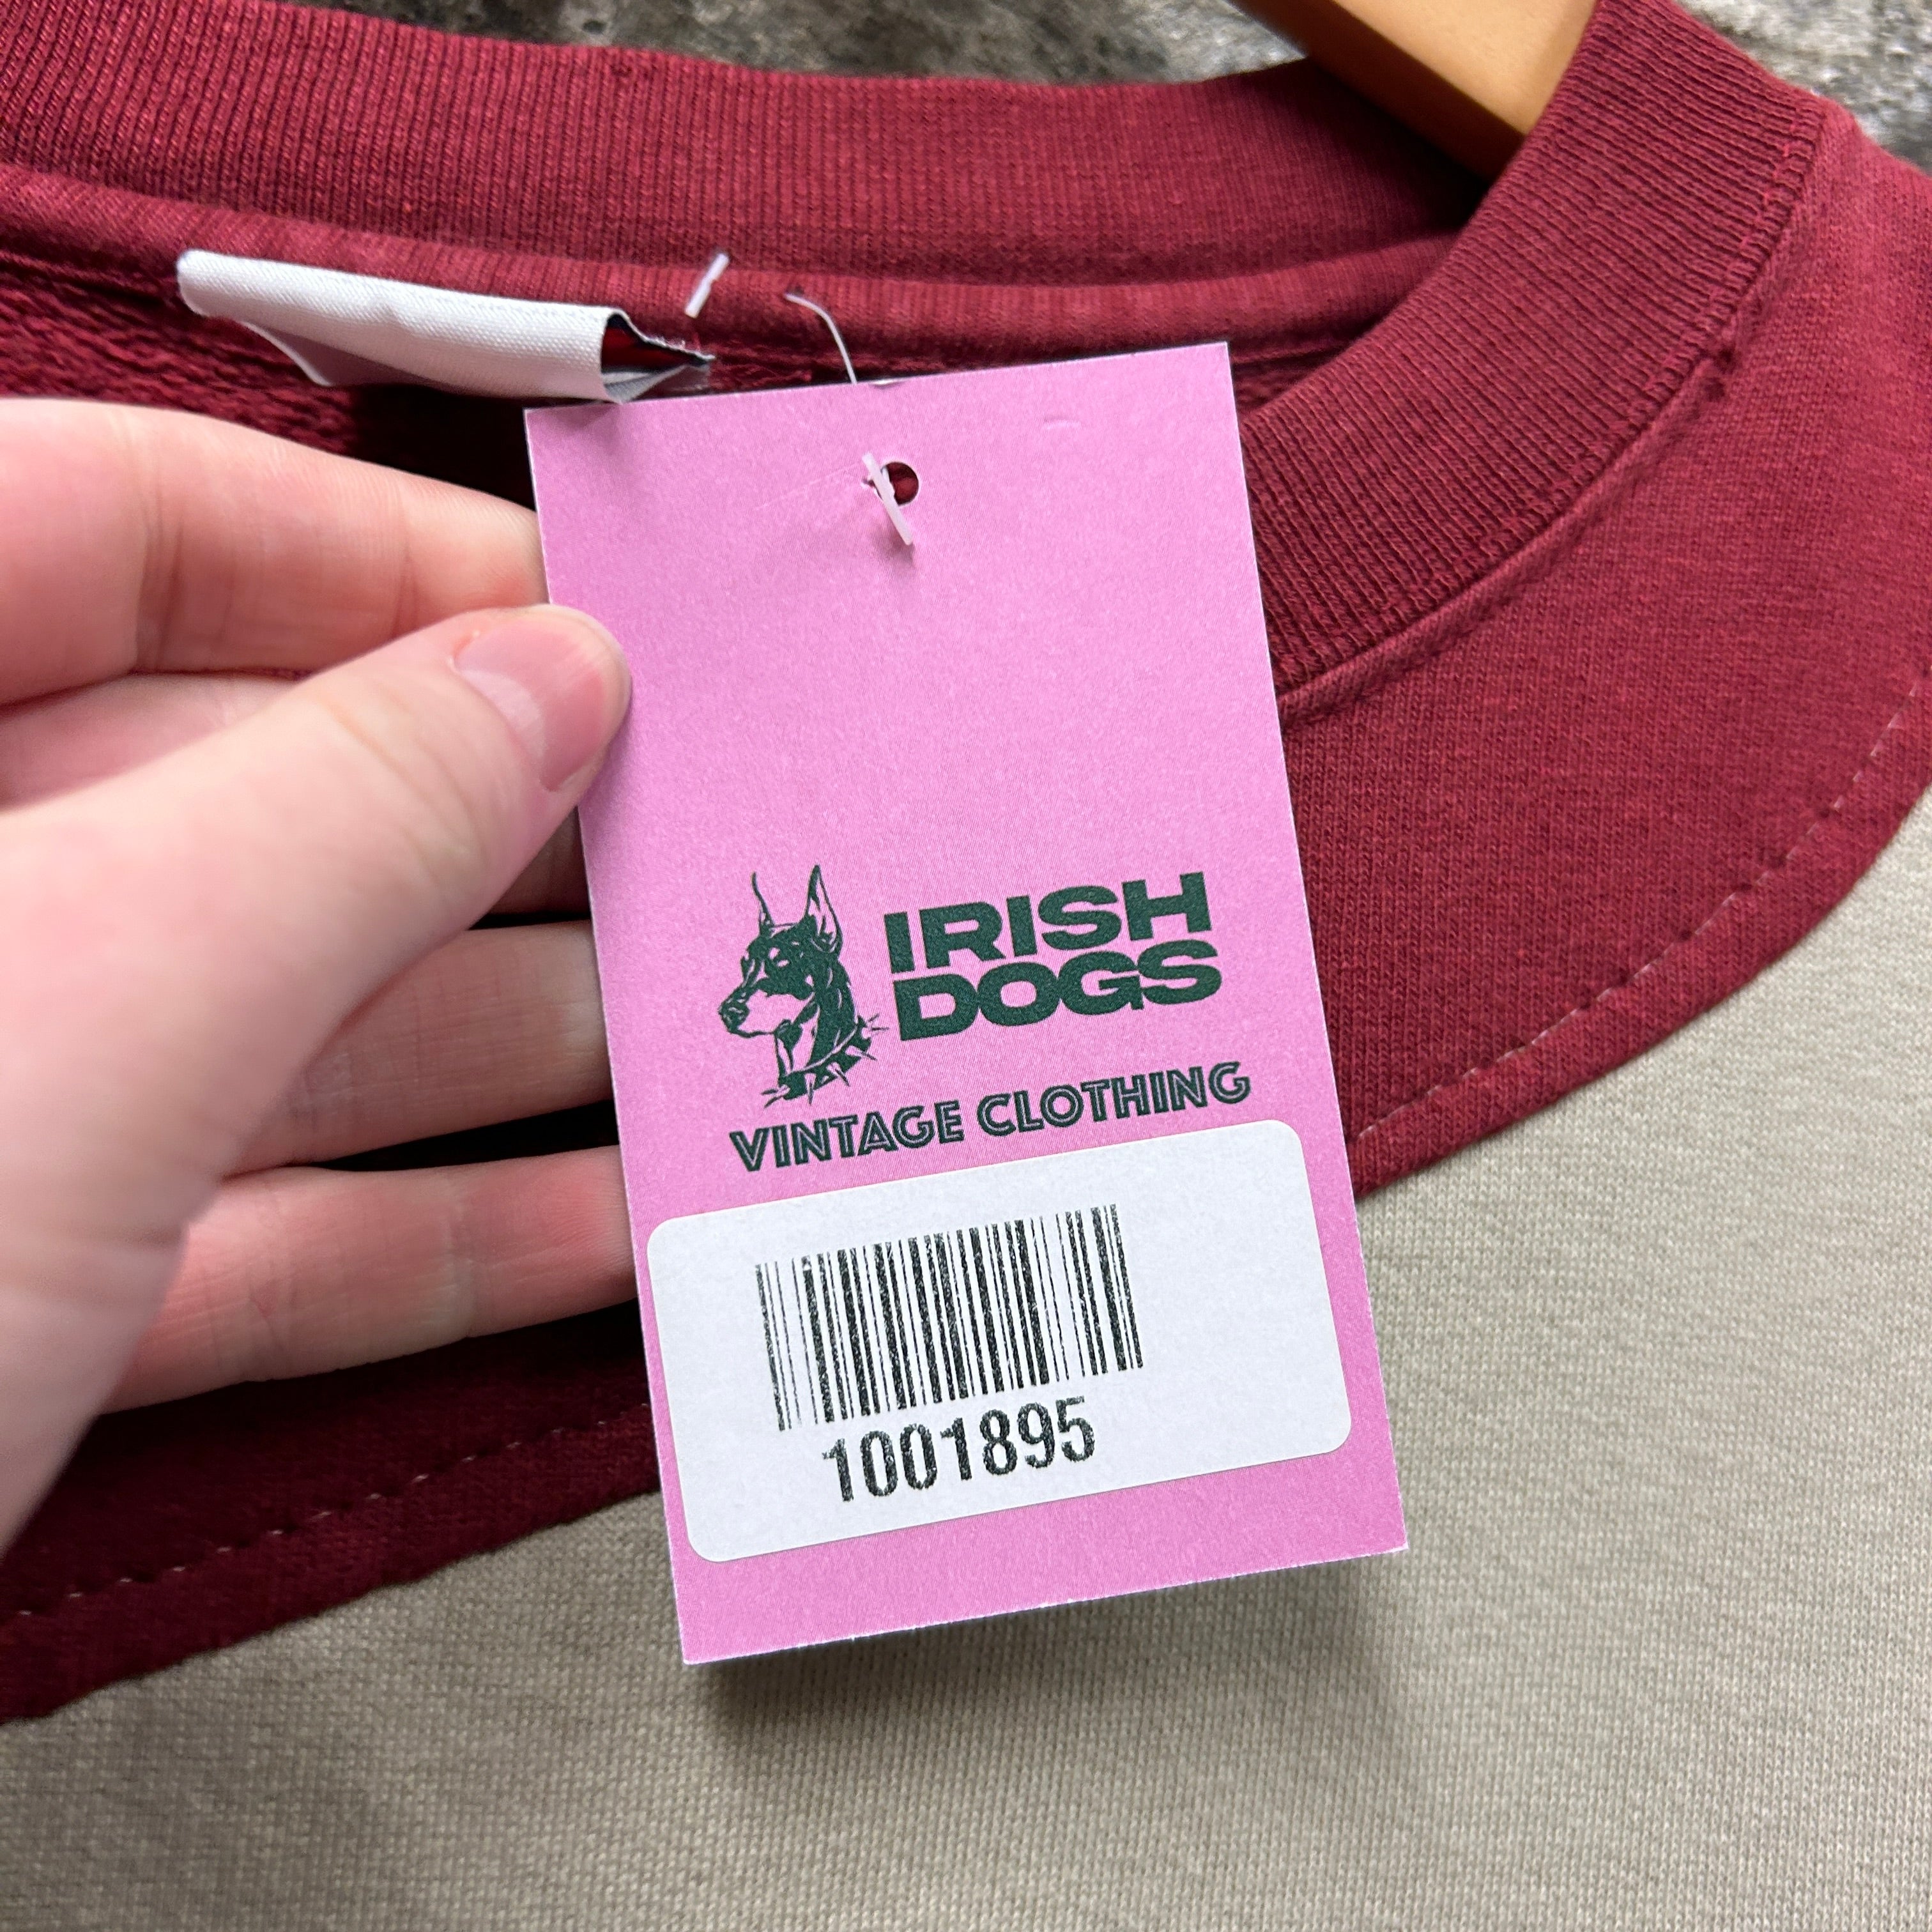 IRISH
DOGS
VINTAGE CLOTHING
1001895